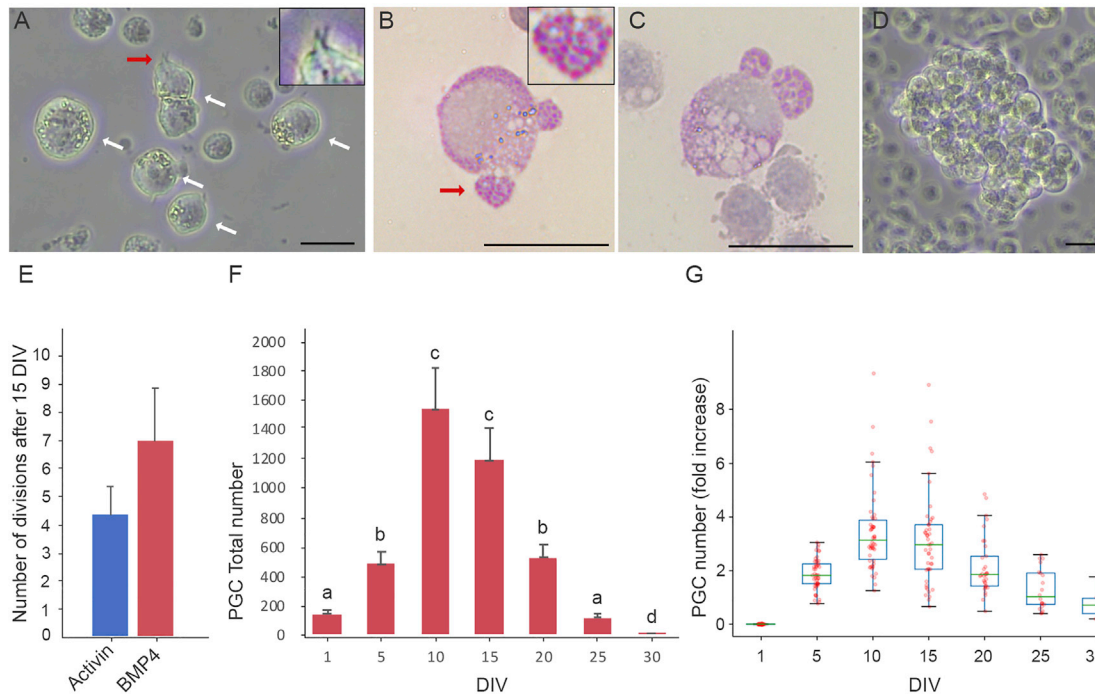 A
B
C
D
E
F
G
Number of divisions after 15 DIV
10
9
8
7
6
5
4
3
2
1
0
Activin
BMP4
PGC Total number
2000
1800
1600
1400
1200
1000
800
600
400
200
0
a
b
c
c
b
a
d
1
5
10
15
20
25
30
DIV
PGC number (fold increase)
8
6
4
2
0
1
5
10
15
20
25
3
DIV